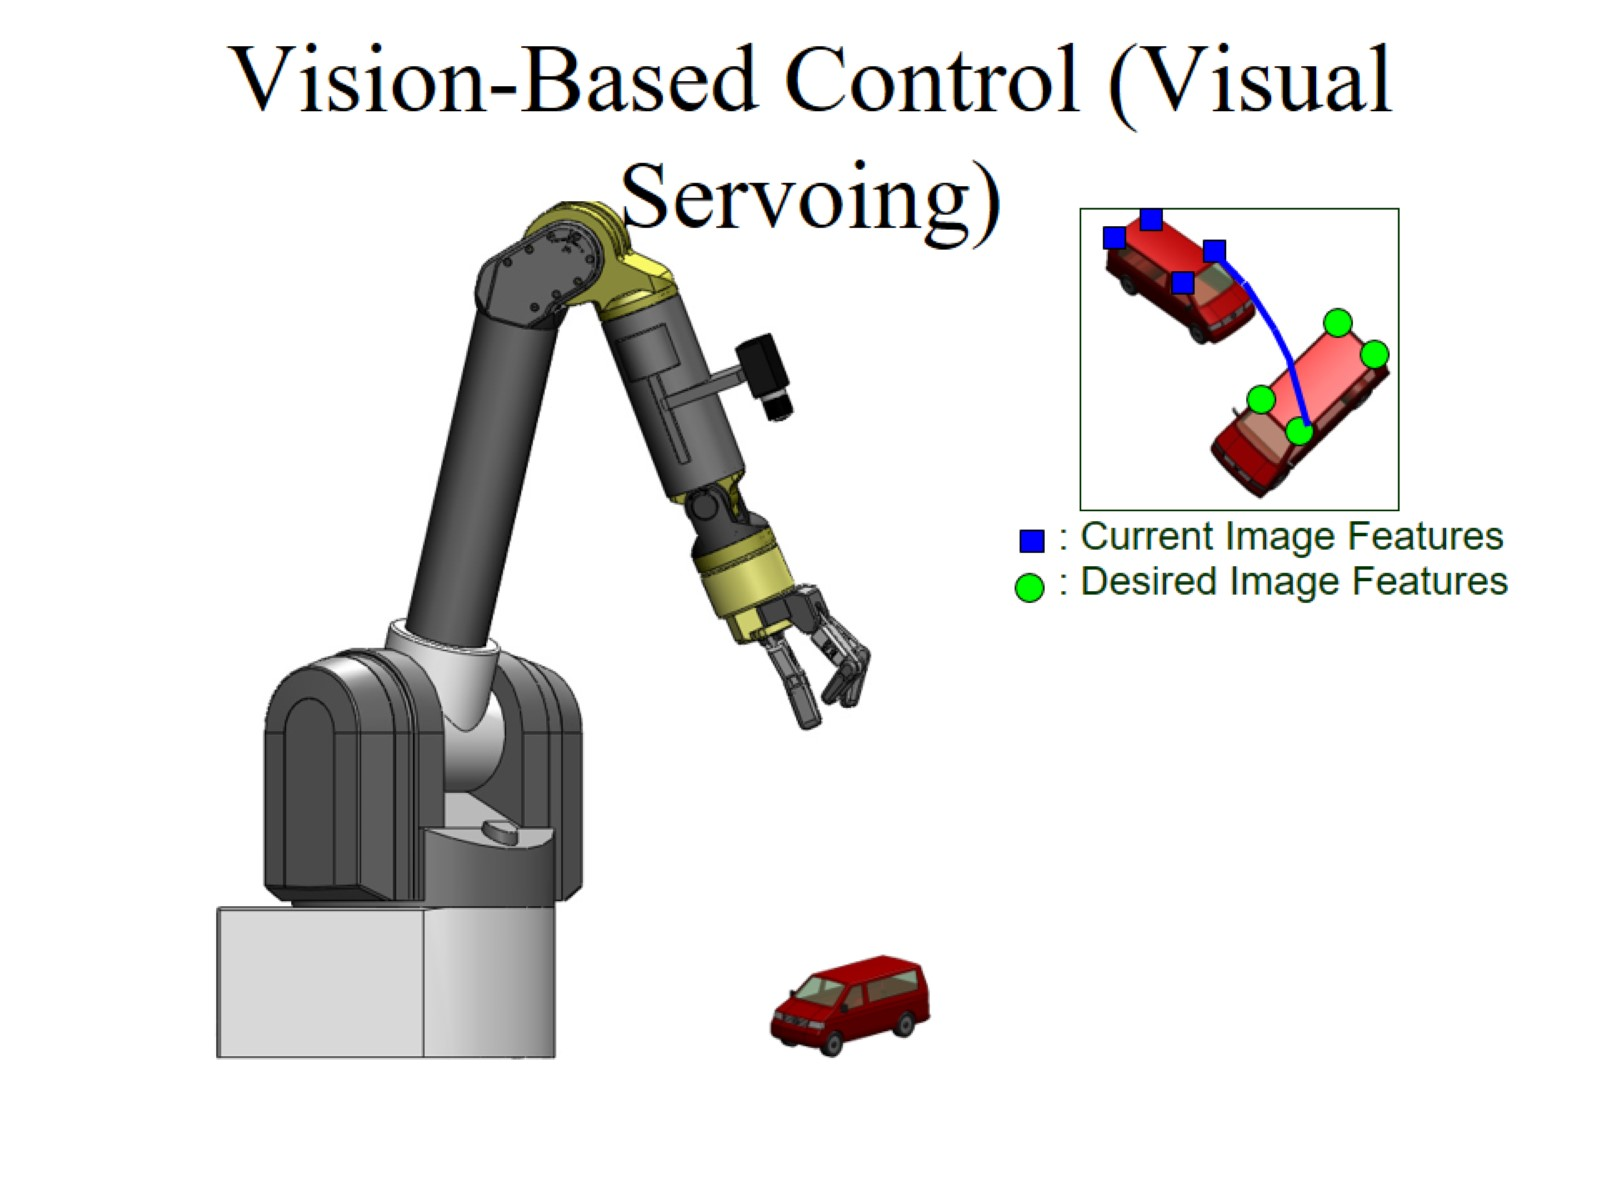 Vision-Based Control (Visual
Servoing)
: Current Image Features
: Desired Image Features